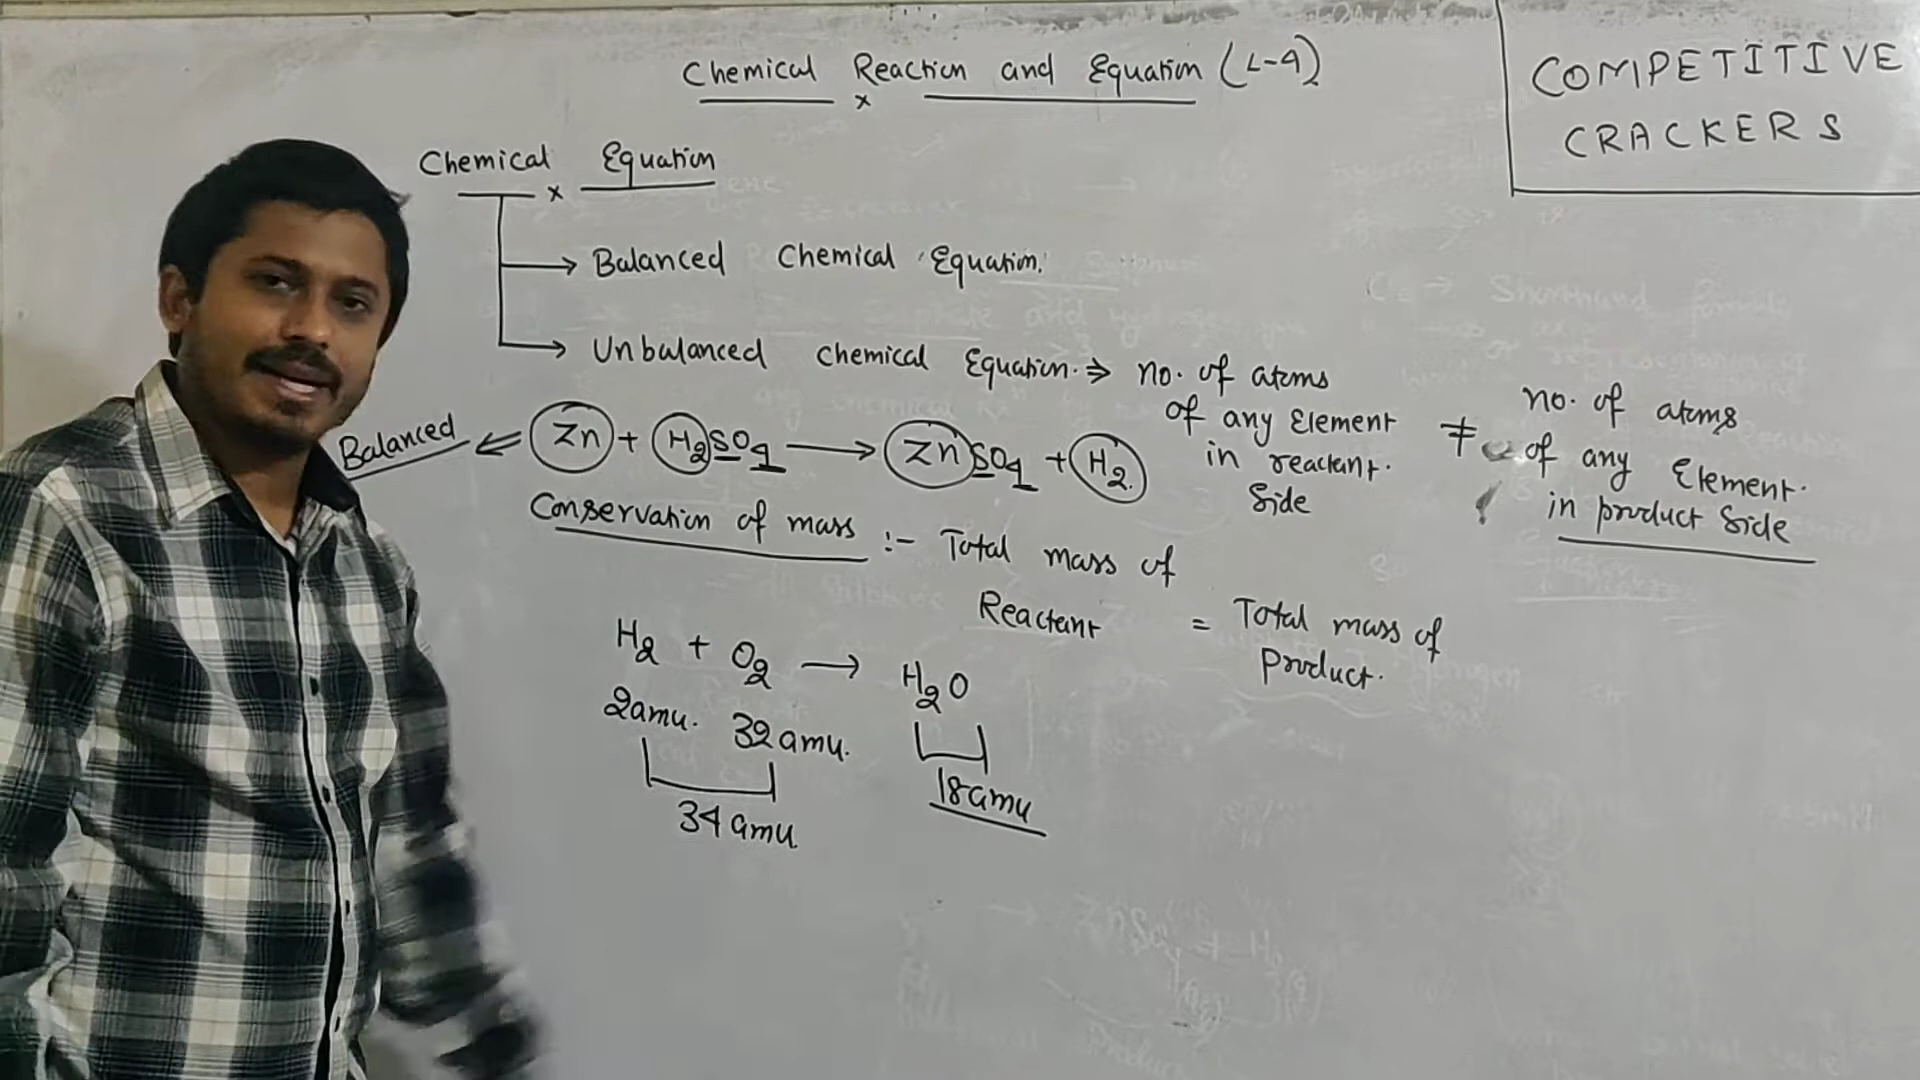 Chemical Reaction and Equation (L-4)
COMPETITIVE
CRACKERS
Chemical Equation
Balanced Chemical Equation.
Unbalanced Chemical Equation. ⇒ no. of atoms
of any Element
in reactant.
Side
≠
no. of atoms
of any Element.
in product Side
Balanced ⇐ Zn + H₂SO₄ → ZnSO₄ + H₂.
Conservation of mass :- Total mass of
Reactant = Total mass of
Product.
H₂ + O₂ → H₂O
2amu. 32amu.
34amu.
18amu